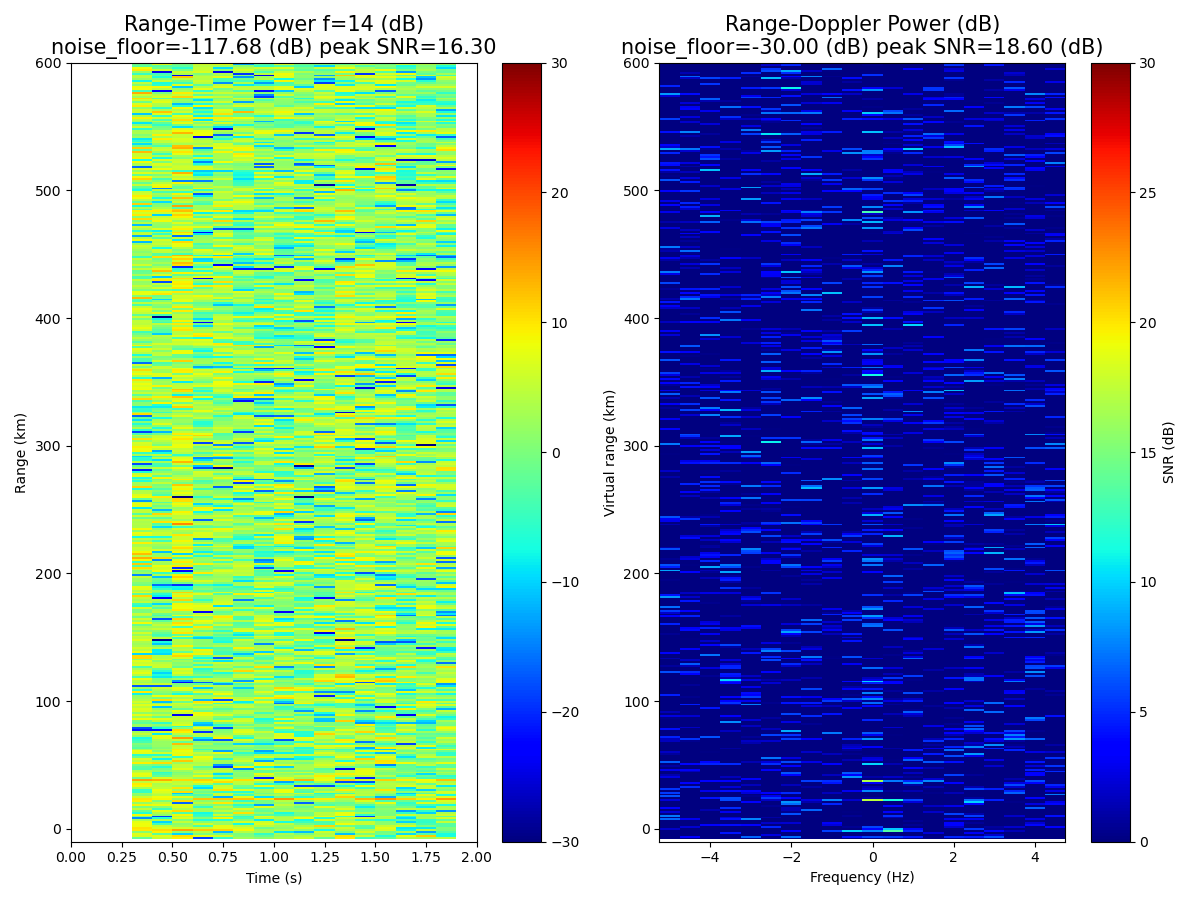 Range-Time Power f=14 (dB)
noise_floor=-117.68 (dB) peak SNR=16.30
Range-Doppler Power (dB)
noise_floor=-30.00 (dB) peak SNR=18.60 (dB)
600
500
400
300
200
100
0
Range (km)
0.00 0.25 0.50 0.75 1.00 1.25 1.50 1.75 2.00
Time (s)
30
20
10
0
−10
−20
−30
600
500
400
300
200
100
0
Virtual range (km)
−4 −2 0 2 4
Frequency (Hz)
30
25
20
15
10
5
0
SNR (dB)